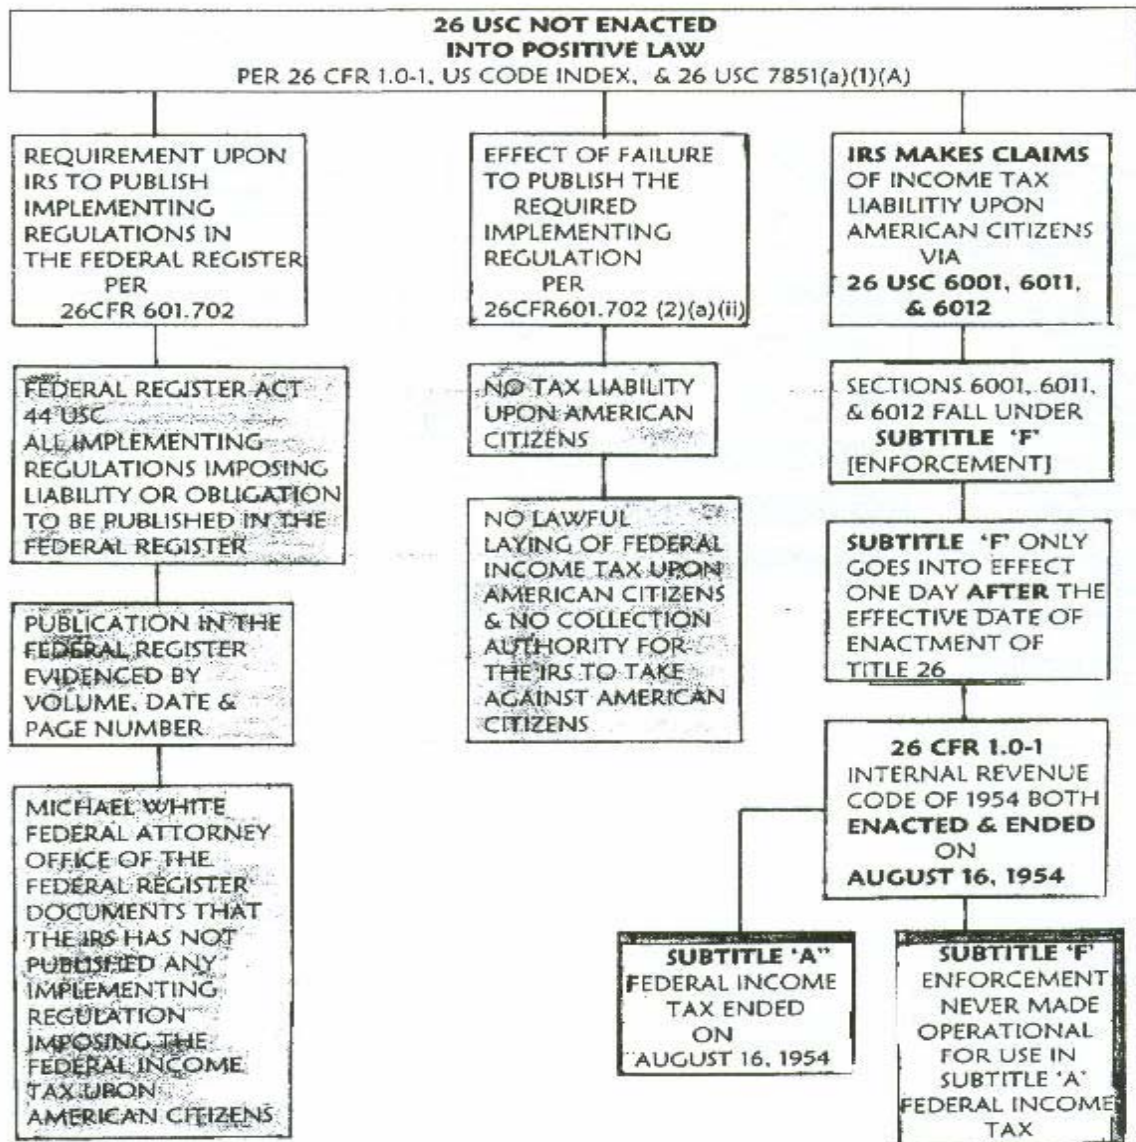 26 USC NOT ENACTED
INTO POSITIVE LAW
PER 26 CFR 1.0-1, US CODE INDEX, & 26 USC 7851(a)(1)(A)
REQUIREMENT UPON
IRS TO PUBLISH
IMPLEMENTING
REGULATIONS IN
THE FEDERAL REGISTER
PER
26CFR 601.702
FEDERAL REGISTER ACT
44 USC
ALL IMPLEMENTING
REGULATIONS IMPOSING
LIABILITY OR OBLIGATION
TO BE PUBLISHED IN THE
FEDERAL REGISTER
PUBLICATION IN THE
FEDERAL REGISTER
EVIDENCED BY
VOLUME, DATE &
PAGE NUMBER
MICHAEL WHITE
FEDERAL ATTORNEY
OFFICE OF THE
FEDERAL REGISTER
DOCUMENTS THAT
THE IRS HAS NOT
PUBLISHED ANY
IMPLEMENTING
REGULATION
IMPOSING THE
FEDERAL INCOME
TAX UPON
AMERICAN CITIZENS
EFFECT OF FAILURE
TO PUBLISH THE
REQUIRED
IMPLEMENTING
REGULATION
PER
26CFR601.702 (2)(a)(ii)
NO TAX LIABILITY
UPON AMERICAN
CITIZENS
NO LAWFUL
LAYING OF FEDERAL
INCOME TAX UPON
AMERICAN CITIZENS
& NO COLLECTION
AUTHORITY FOR
THE IRS TO TAKE
AGAINST AMERICAN
CITIZENS
IRS MAKES CLAIMS
OF INCOME TAX
LIABILITIY UPON
AMERICAN CITIZENS
VIA
26 USC 6001, 6011,
& 6012
SECTIONS 6001, 6011,
& 6012 FALL UNDER
SUBTITLE 'F'
[ENFORCEMENT]
SUBTITLE 'F' ONLY
GOES INTO EFFECT
ONE DAY AFTER THE
EFFECTIVE DATE OF
ENACTMENT OF
TITLE 26
26 CFR 1.0-1
INTERNAL REVENUE
CODE OF 1954 BOTH
ENACTED & ENDED
ON
AUGUST 16, 1954
SUBTITLE 'A"
FEDERAL INCOME
TAX ENDED
ON
AUGUST 16, 1954
SUBTITLE 'F'
ENFORCEMENT
NEVER MADE
OPERATIONAL
FOR USE IN
SUBTITLE 'A'
FEDERAL INCOME
TAX